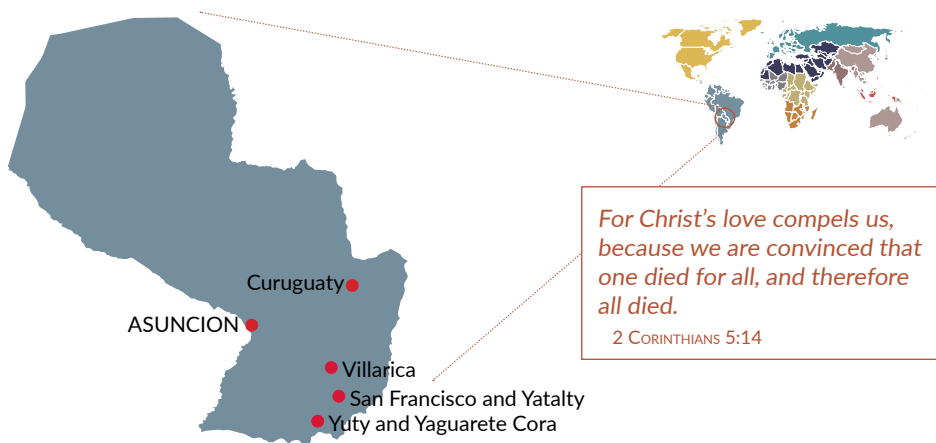 For Christ’s love compels us,
because we are convinced that
one died for all, and therefore
all died.
2 Corinthians 5:14
Curuguaty
ASUNCION
Villarica
San Francisco and Yatalty
Yuty and Yaguarete Cora